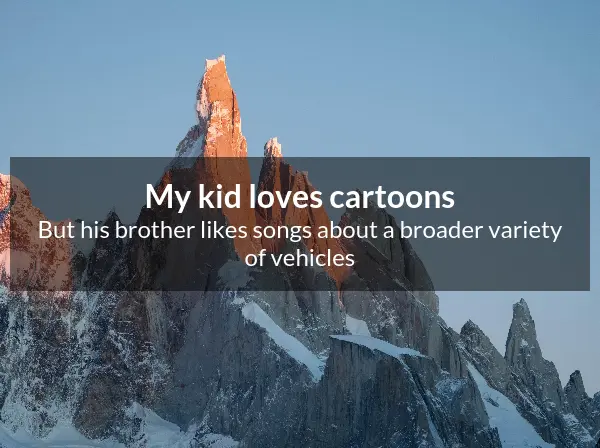 My kid loves cartoons
But his brother likes songs about a broader variety
of vehicles